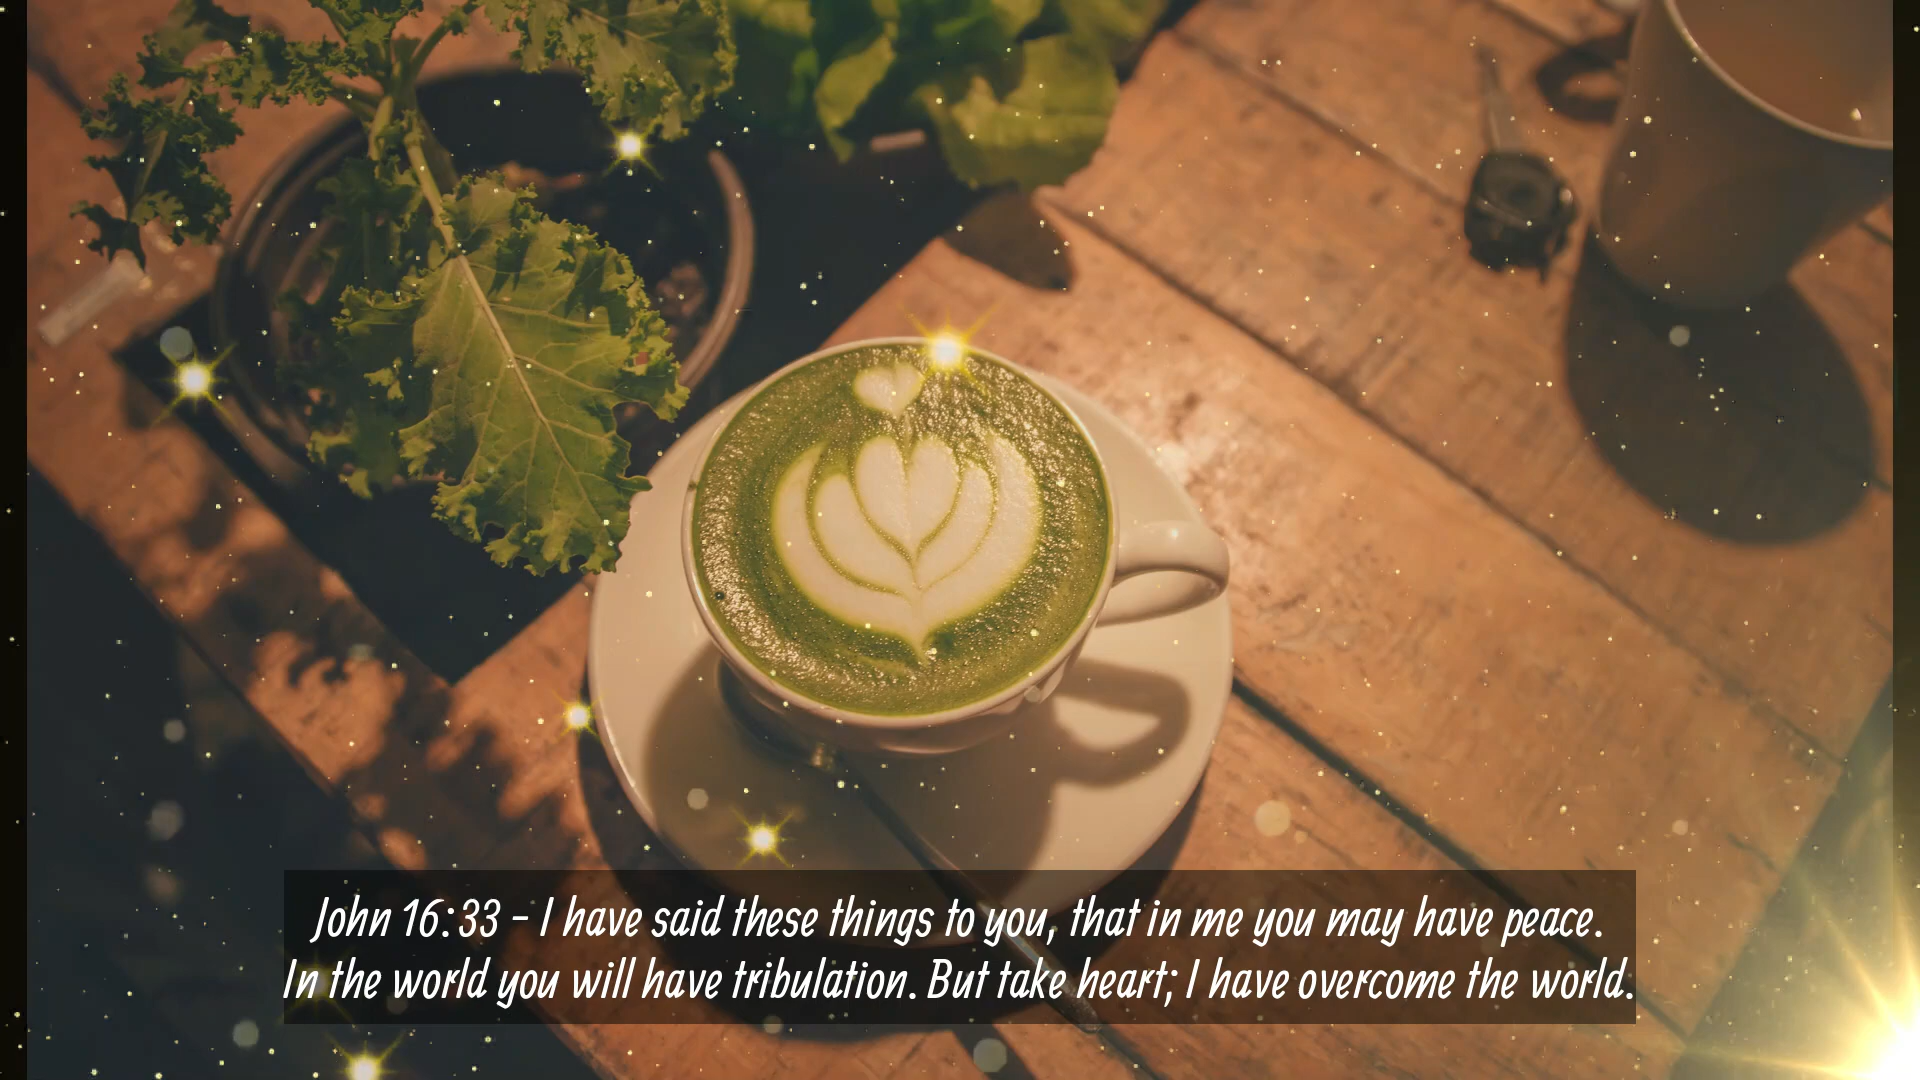 John 16:33 - I have said these things to you, that in me you may have peace.
In the world you will have tribulation. But take heart; I have overcome the world.